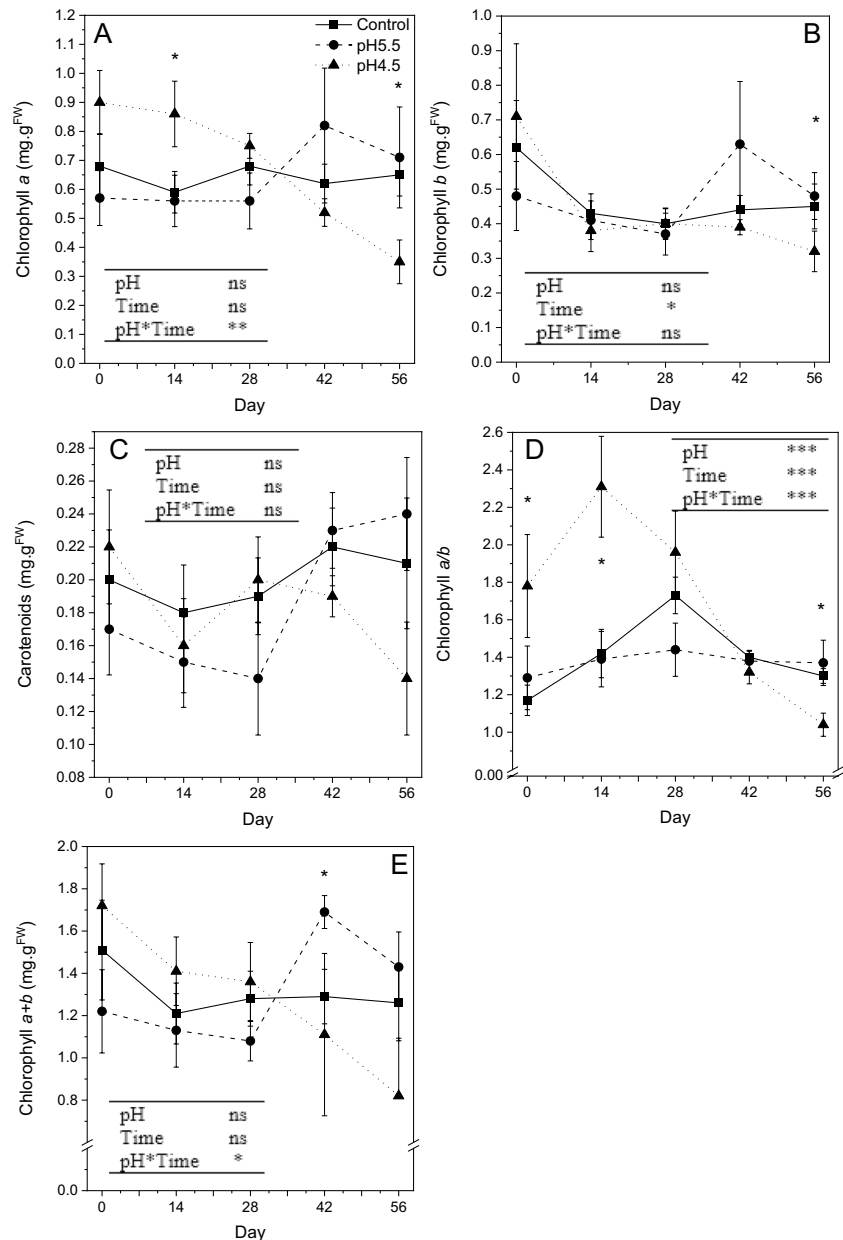 A
Control
pH5.5
pH4.5
*
*
1.2
1.1
1.0
0.9
0.8
0.7
0.6
0.5
0.4
0.3
0.2
0.1
0.0
Chlorophyll a (mg.g^FW)
pH ns
Time ns
pH*Time **
0 14 28 42 56
Day
B
*
1.0
0.9
0.8
0.7
0.6
0.5
0.4
0.3
0.2
0.1
0.0
Chlorophyll b (mg.g^FW)
pH ns
Time *
pH*Time ns
0 14 28 42 56
Day
C
pH ns
Time ns
pH*Time ns
0.28
0.26
0.24
0.22
0.20
0.18
0.16
0.14
0.12
0.10
0.08
Carotenoids (mg.g^FW)
0 14 28 42 56
Day
D
pH ***
Time ***
pH*Time ***
*
*
*
2.6
2.4
2.2
2.0
1.8
1.6
1.4
1.2
1.0
0.00
Chlorophyll a/b
0 14 28 42 56
Day
E
*
2.0
1.8
1.6
1.4
1.2
1.0
0.8
0.0
Chlorophyll a+b (mg.g^FW)
pH ns
Time ns
pH*Time *
0 14 28 42 56
Day